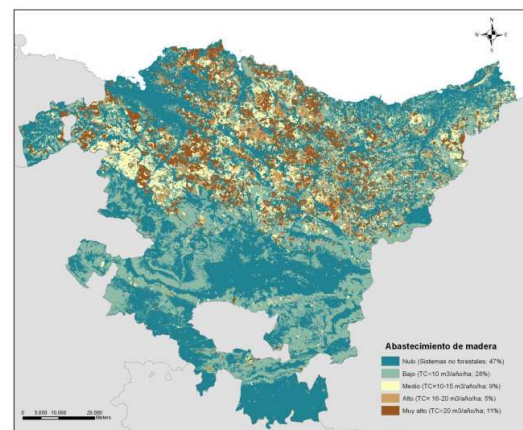 N
W E
S
Abastecimiento de madera
Nulo (Sistemas no forestales: 47%)
Bajo (TC<10 m3/año/ha: 28%)
Medio (TC=10-15 m3/año/ha: 9%)
Alto (TC= 16-20 m3/año/ha: 5%)
Muy alto (TC>20 m3/año/ha: 11%)
0 5.000 10.000 20.000
Meters